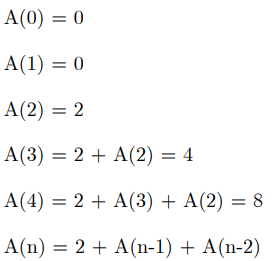 A(0) = 0
A(1) = 0
A(2) = 2
A(3) = 2 + A(2) = 4
A(4) = 2 + A(3) + A(2) = 8
A(n) = 2 + A(n-1) + A(n-2)